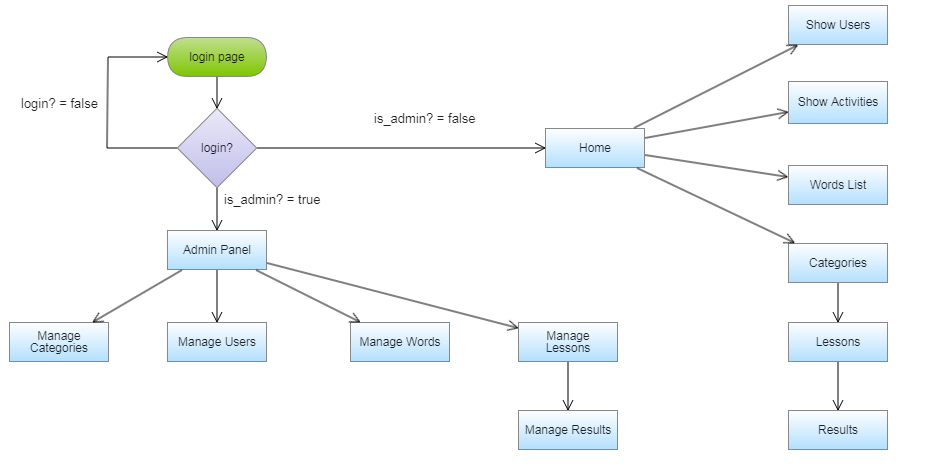 Show Users
login page
login? = false
Show Activities
is_admin? = false
login?
Home
Words List
is_admin? = true
Admin Panel
Categories
Manage
Categories
Manage Users
Manage Words
Manage
Lessons
Lessons
Manage Results
Results